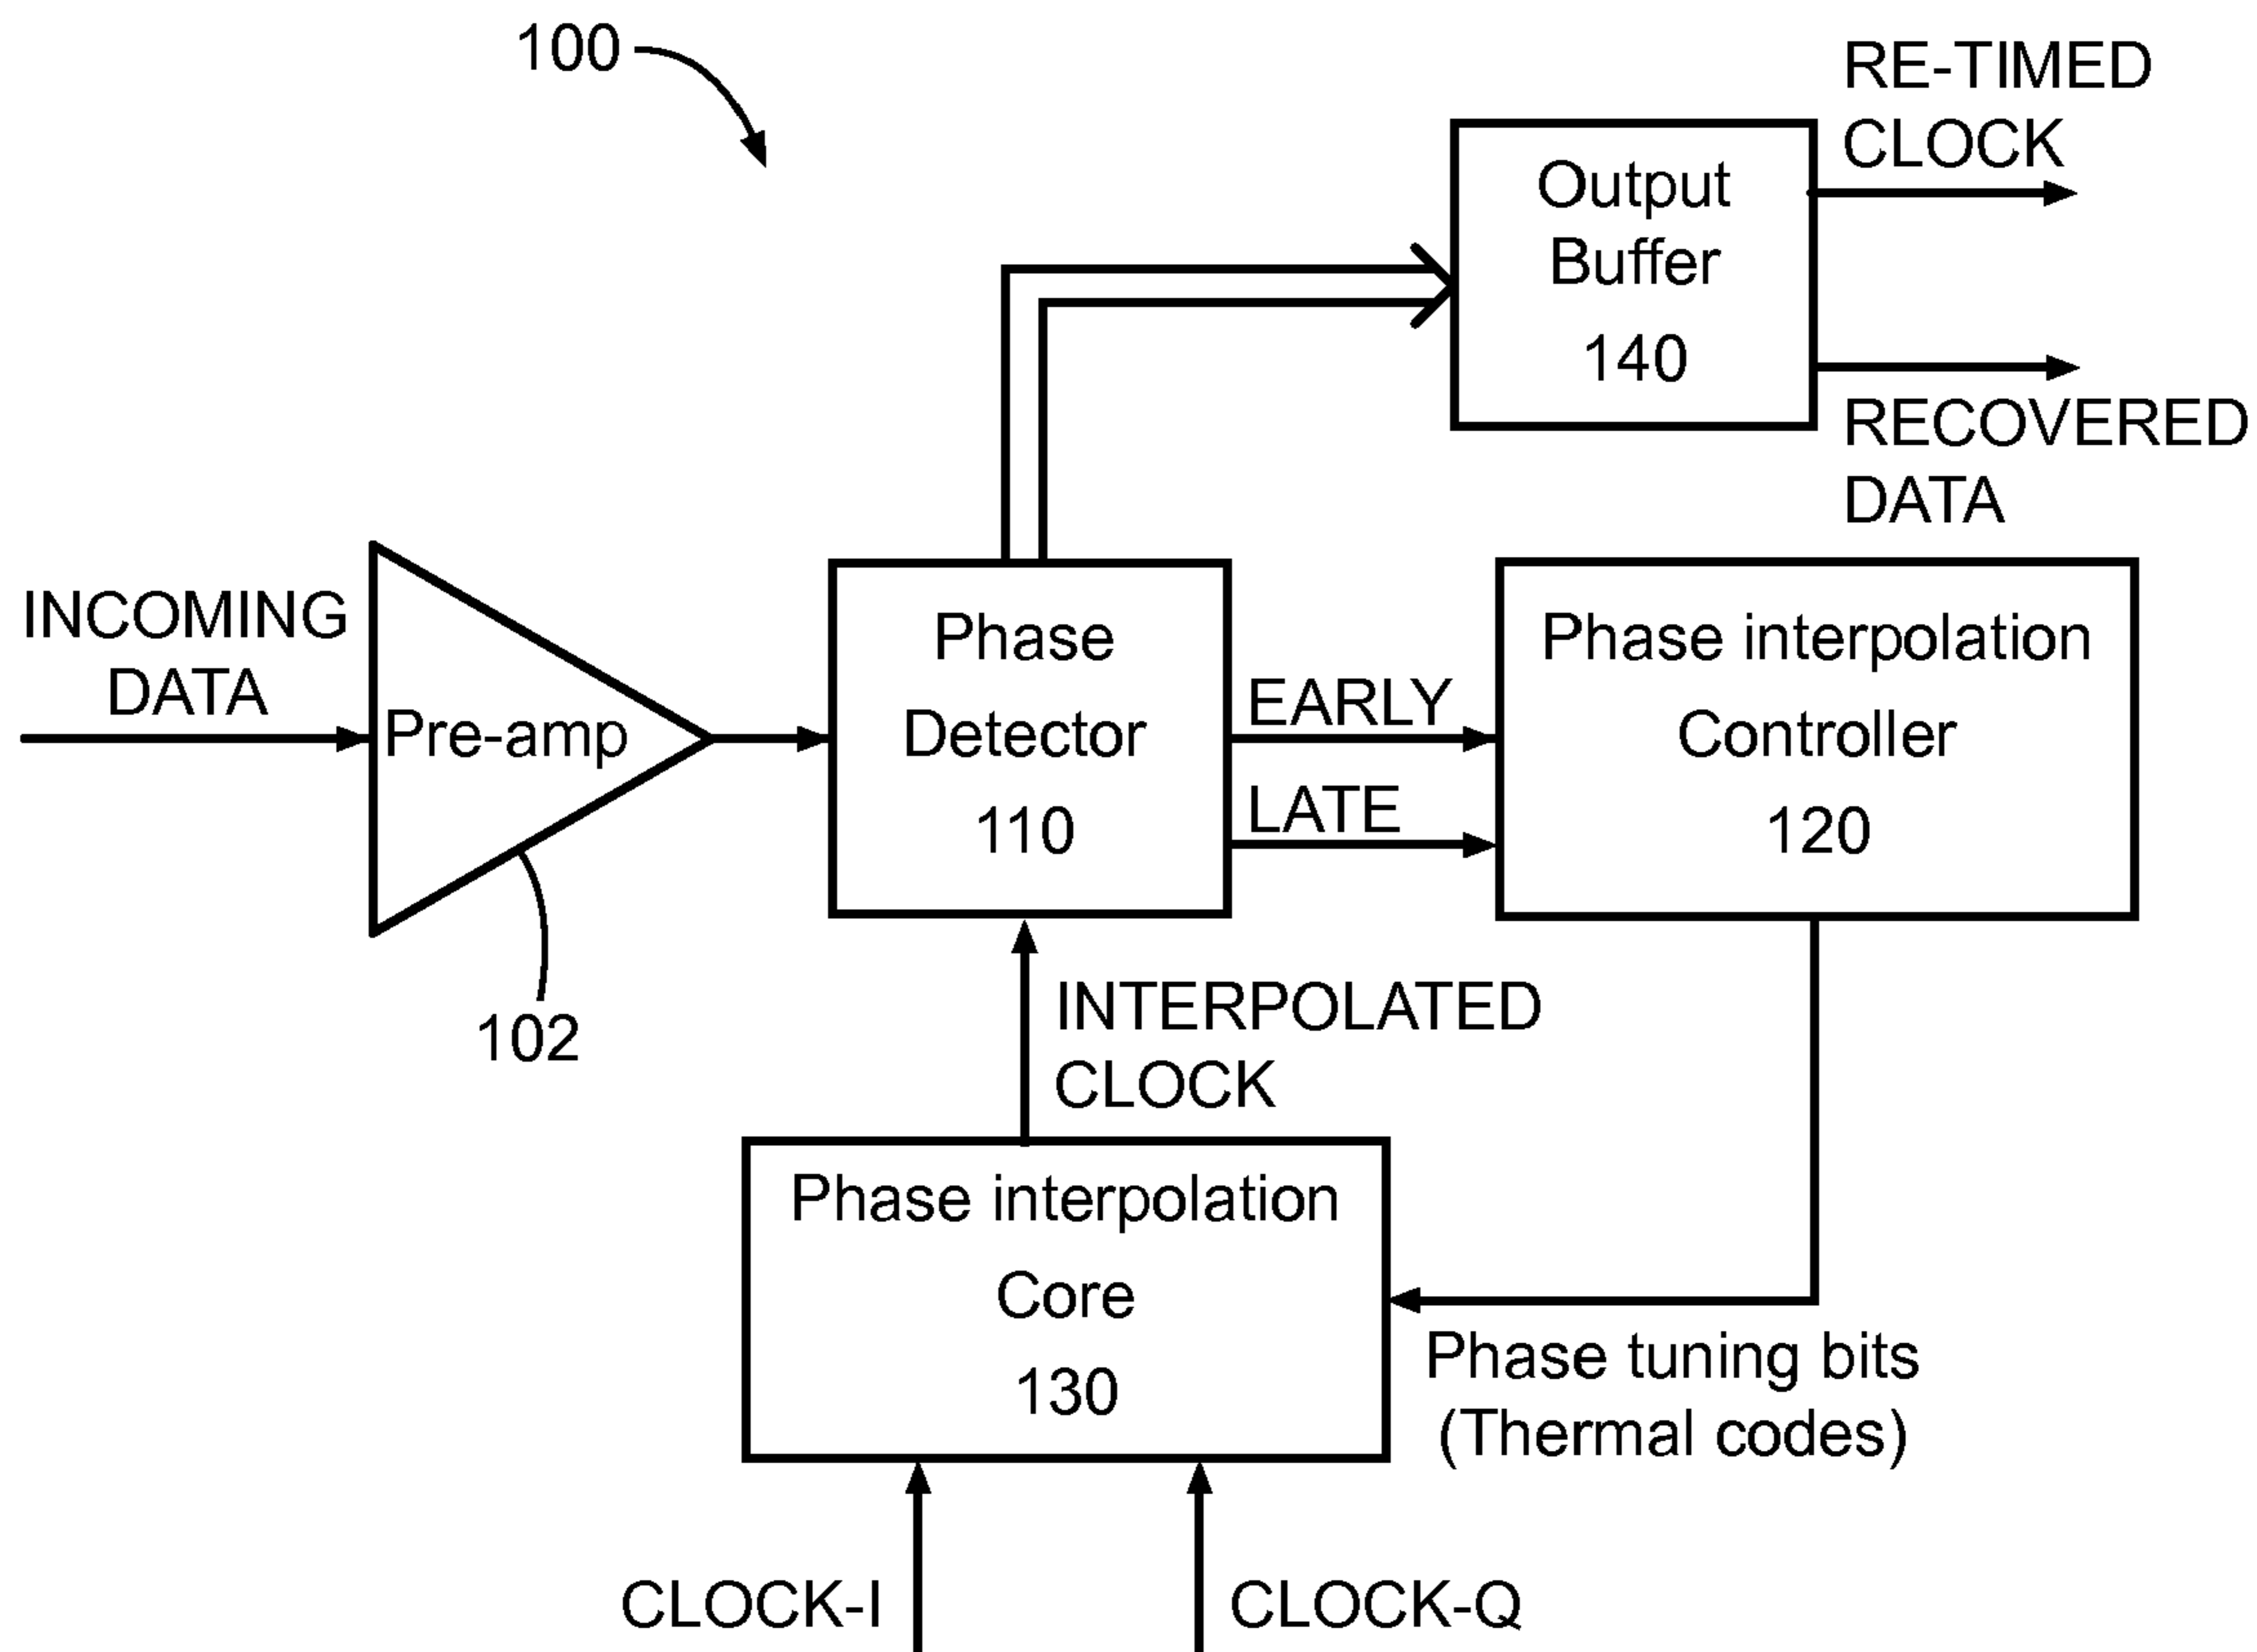 100
RE-TIMED
CLOCK
Output
Buffer
140
RECOVERED
DATA
INCOMING
DATA
Pre-amp
102
Phase
Detector
110
EARLY
LATE
Phase interpolation
Controller
120
INTERPOLATED
CLOCK
Phase interpolation
Core
130
Phase tuning bits
(Thermal codes)
CLOCK-I
CLOCK-Q